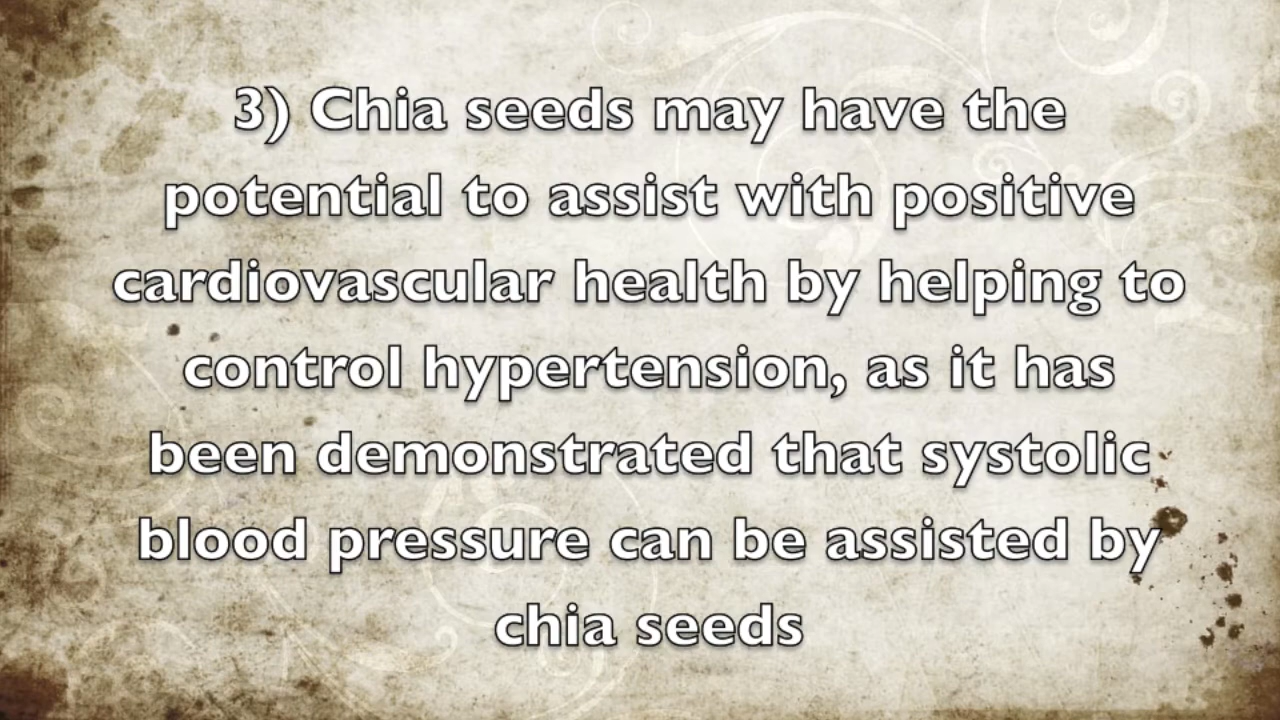 3) Chia seeds may have the
potential to assist with positive
cardiovascular health by helping to
control hypertension, as it has
been demonstrated that systolic
blood pressure can be assisted by
chia seeds